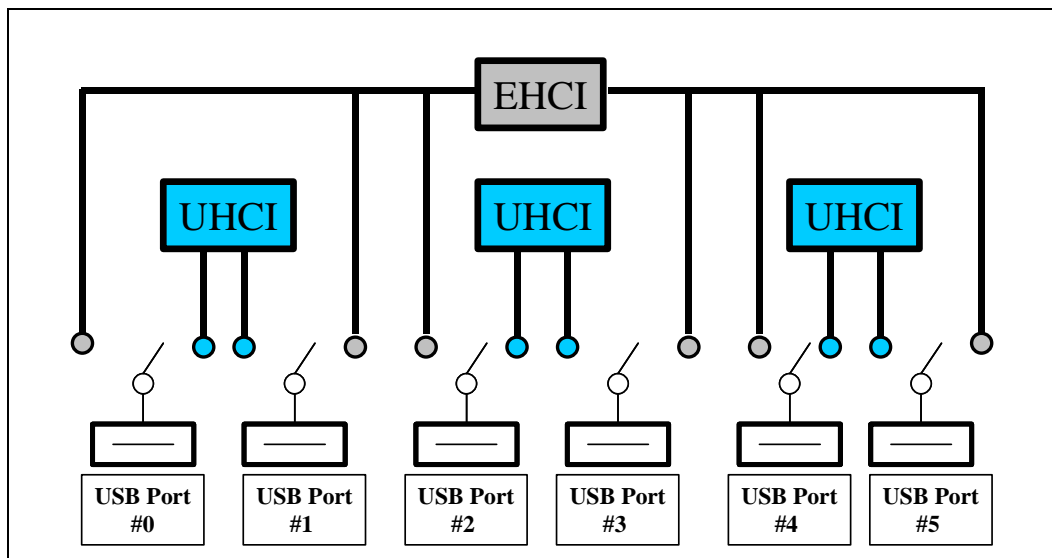 EHCI
UHCI
UHCI
UHCI
USB Port
#0
USB Port
#1
USB Port
#2
USB Port
#3
USB Port
#4
USB Port
#5